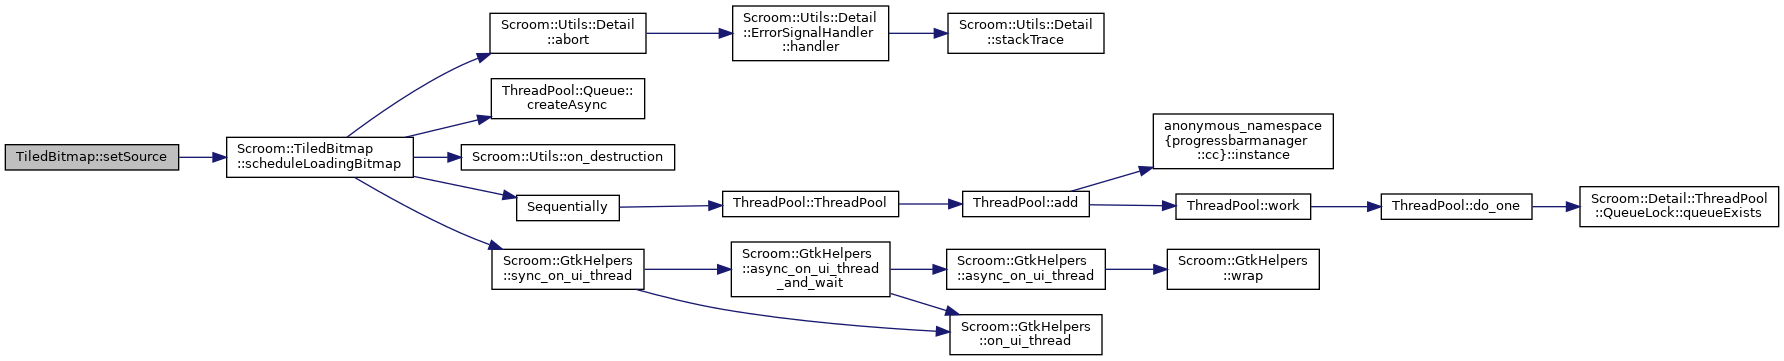 TiledBitmap::setSource
Scroom::TiledBitmap
::scheduleLoadingBitmap
Scroom::Utils::Detail
::abort
Scroom::Utils::Detail
::ErrorSignalHandler
::handler
Scroom::Utils::Detail
::stackTrace
ThreadPool::Queue::
createAsync
Scroom::Utils::on_destruction
Sequentially
ThreadPool::ThreadPool
ThreadPool::add
anonymous_namespace
{progressbarmanager
::cc}::instance
ThreadPool::work
ThreadPool::do_one
Scroom::Detail::ThreadPool
::QueueLock::queueExists
Scroom::GtkHelpers
::sync_on_ui_thread
Scroom::GtkHelpers
::async_on_ui_thread
_and_wait
Scroom::GtkHelpers
::async_on_ui_thread
Scroom::GtkHelpers
::wrap
Scroom::GtkHelpers
::on_ui_thread